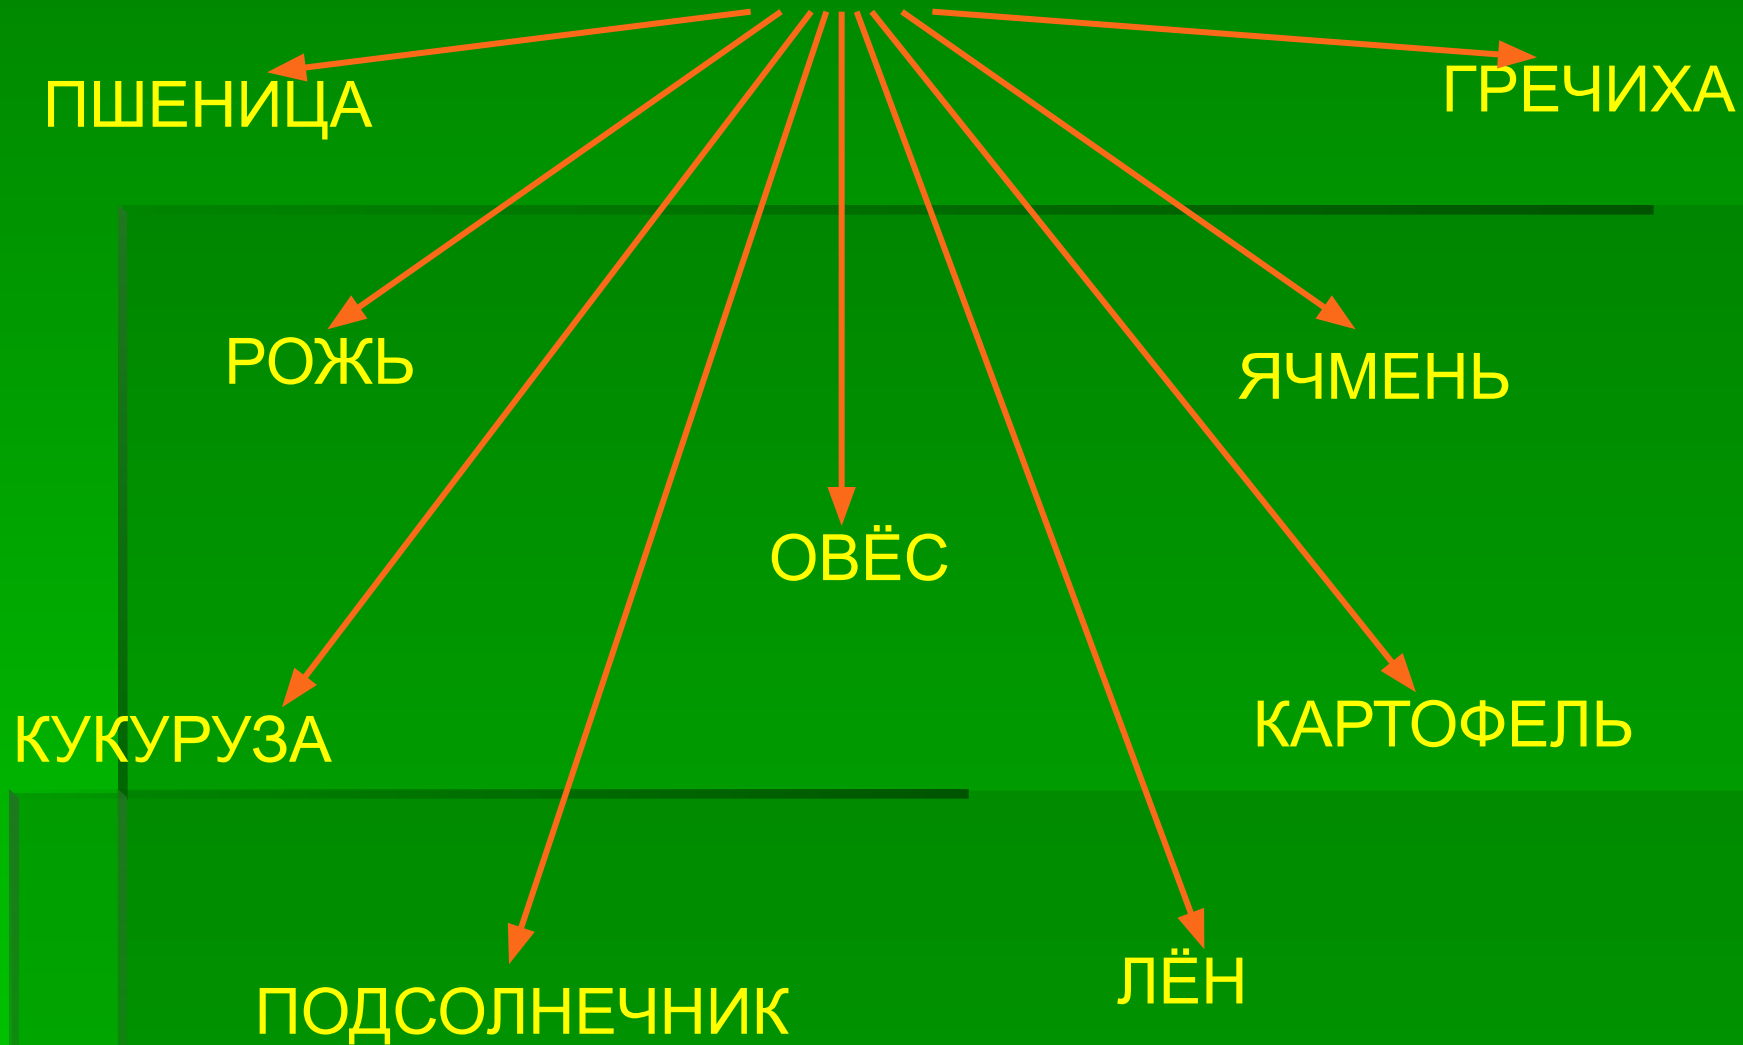 ПШЕНИЦА
ГРЕЧИХА
РОЖЬ
ЯЧМЕНЬ
ОВЁС
КУКУРУЗА
КАРТОФЕЛЬ
ПОДСОЛНЕЧНИК
ЛЁН